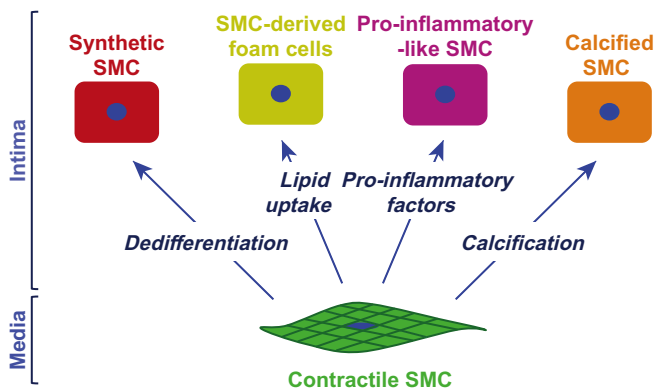 Synthetic
SMC
SMC-derived
foam cells
Pro-inflammatory
-like SMC
Calcified
SMC
Intima
Lipid
uptake
Pro-inflammatory
factors
Dedifferentiation
Calcification
Media
Contractile SMC